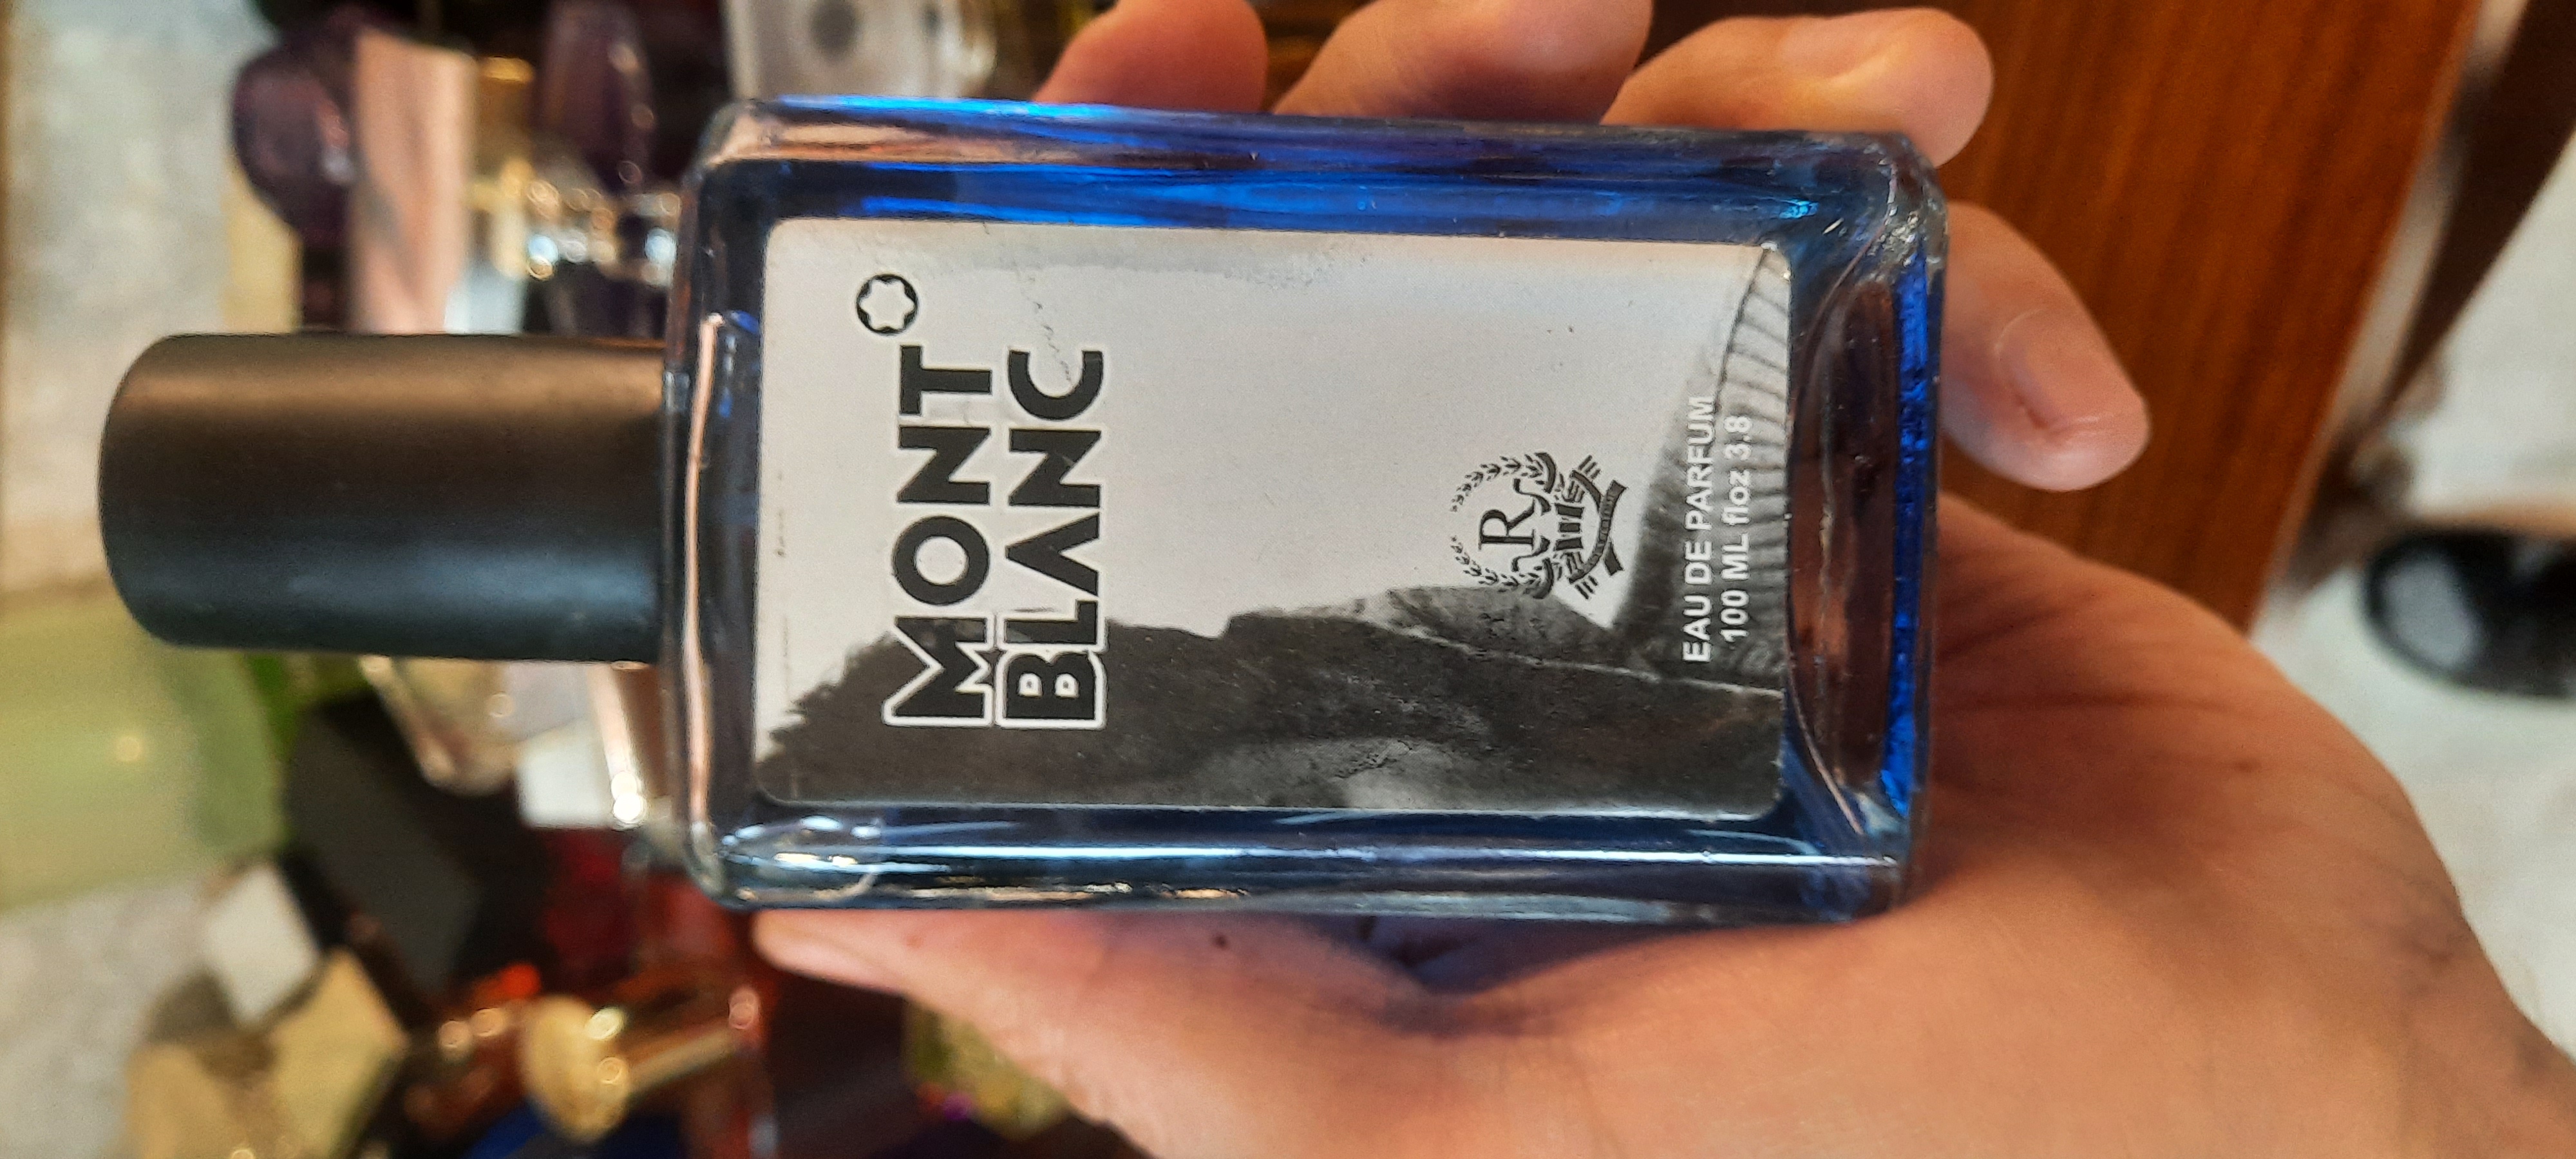 MONT
BLANC
R
EAU DE PARFUM
100 ML floz 3.8